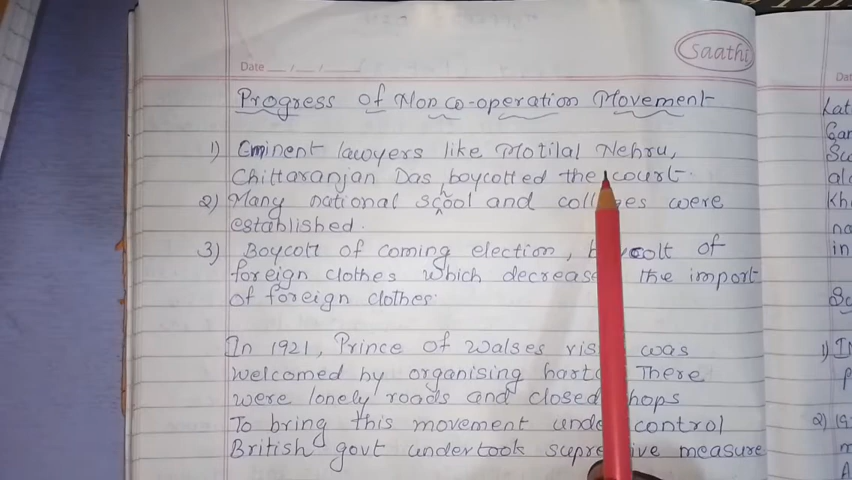 Saathi
Date
Progress of Non co-operation Movement
1) Eminent lawyers like Motilal Nehru,
Chittaranjan Das boycotted the court.
2) Many national school and colleges were
established.
3) Boycott of coming election, boycolt of
foreign clothes which decrease the import
of foreign clothes.
In 1921, Prince of Walses visit was
welcomed by organising hartal There
were lonely roads and closed shops
To bring this movement under control
British govt undertook measure